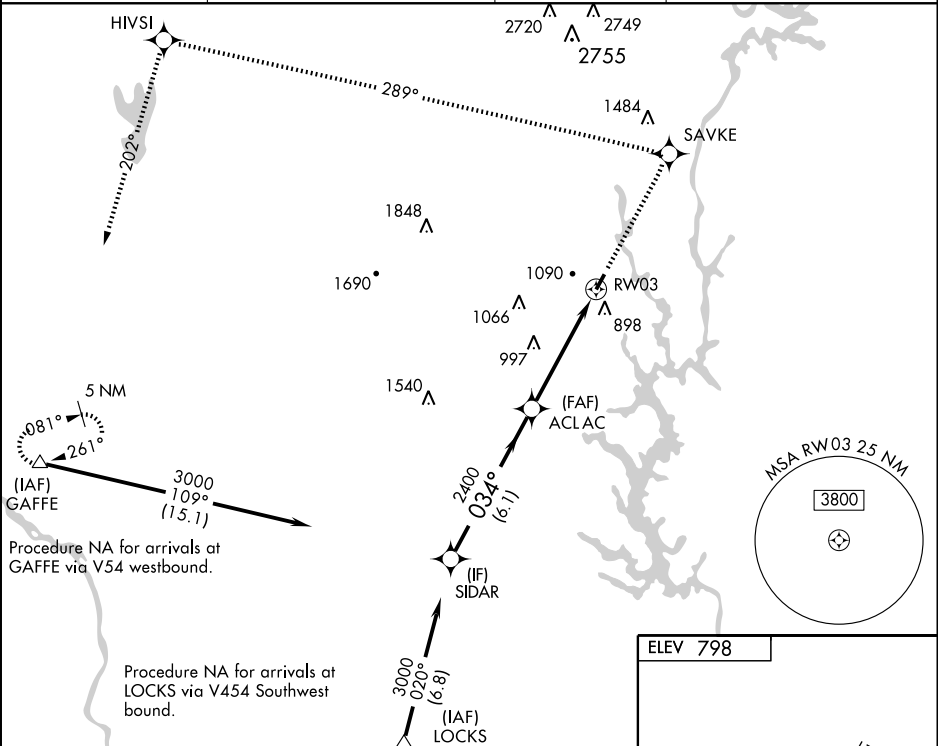 HIVSI
2720
2749
2755
289°
1484
SAVKE
202°
1848
1690
1090
RW03
1066
898
997
1540
5 NM
081°
261°
(IAF)
GAFFE
3000
109°
(15.1)
(FAF)
ACLAC
2400
034°
(6.1)
MSA RW03 25 NM
3800
Procedure NA for arrivals at
GAFFE via V54 westbound.
(IF)
SIDAR
ELEV 798
Procedure NA for arrivals at
LOCKS via V454 Southwest
bound.
3000
020°
(6.8)
(IAF)
LOCKS